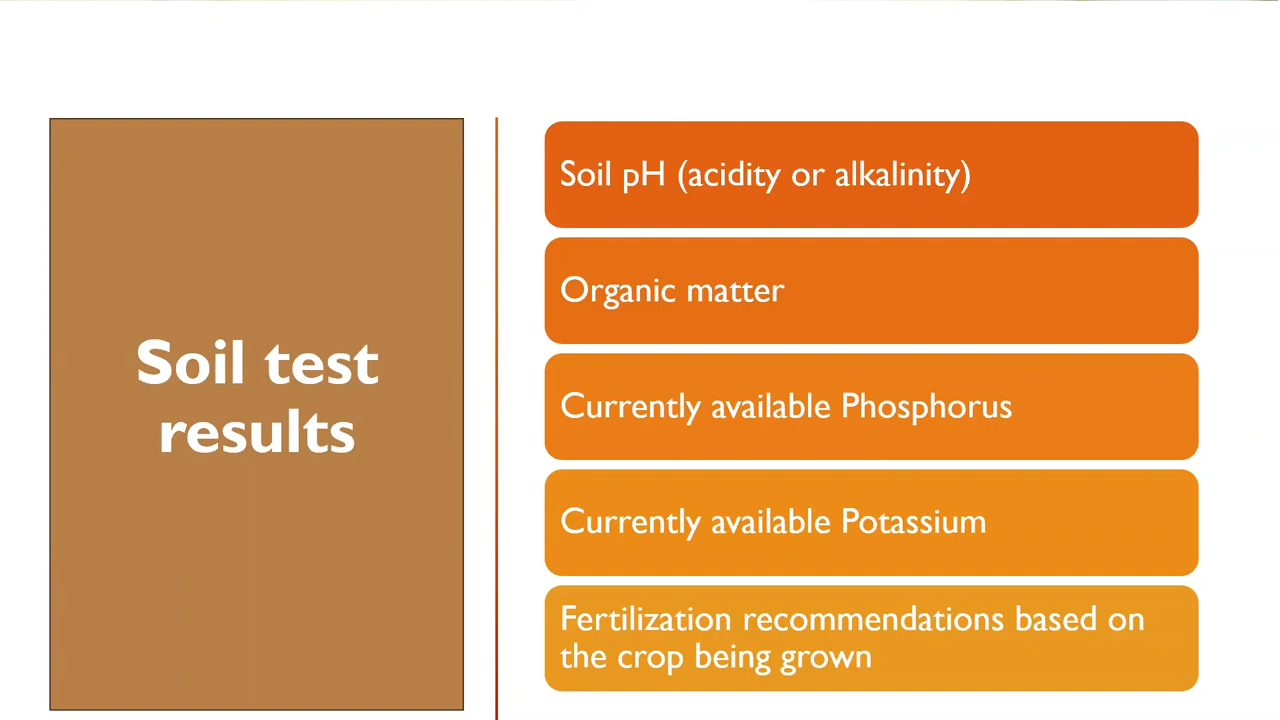 Soil test
results
Soil pH (acidity or alkalinity)
Organic matter
Currently available Phosphorus
Currently available Potassium
Fertilization recommendations based on
the crop being grown